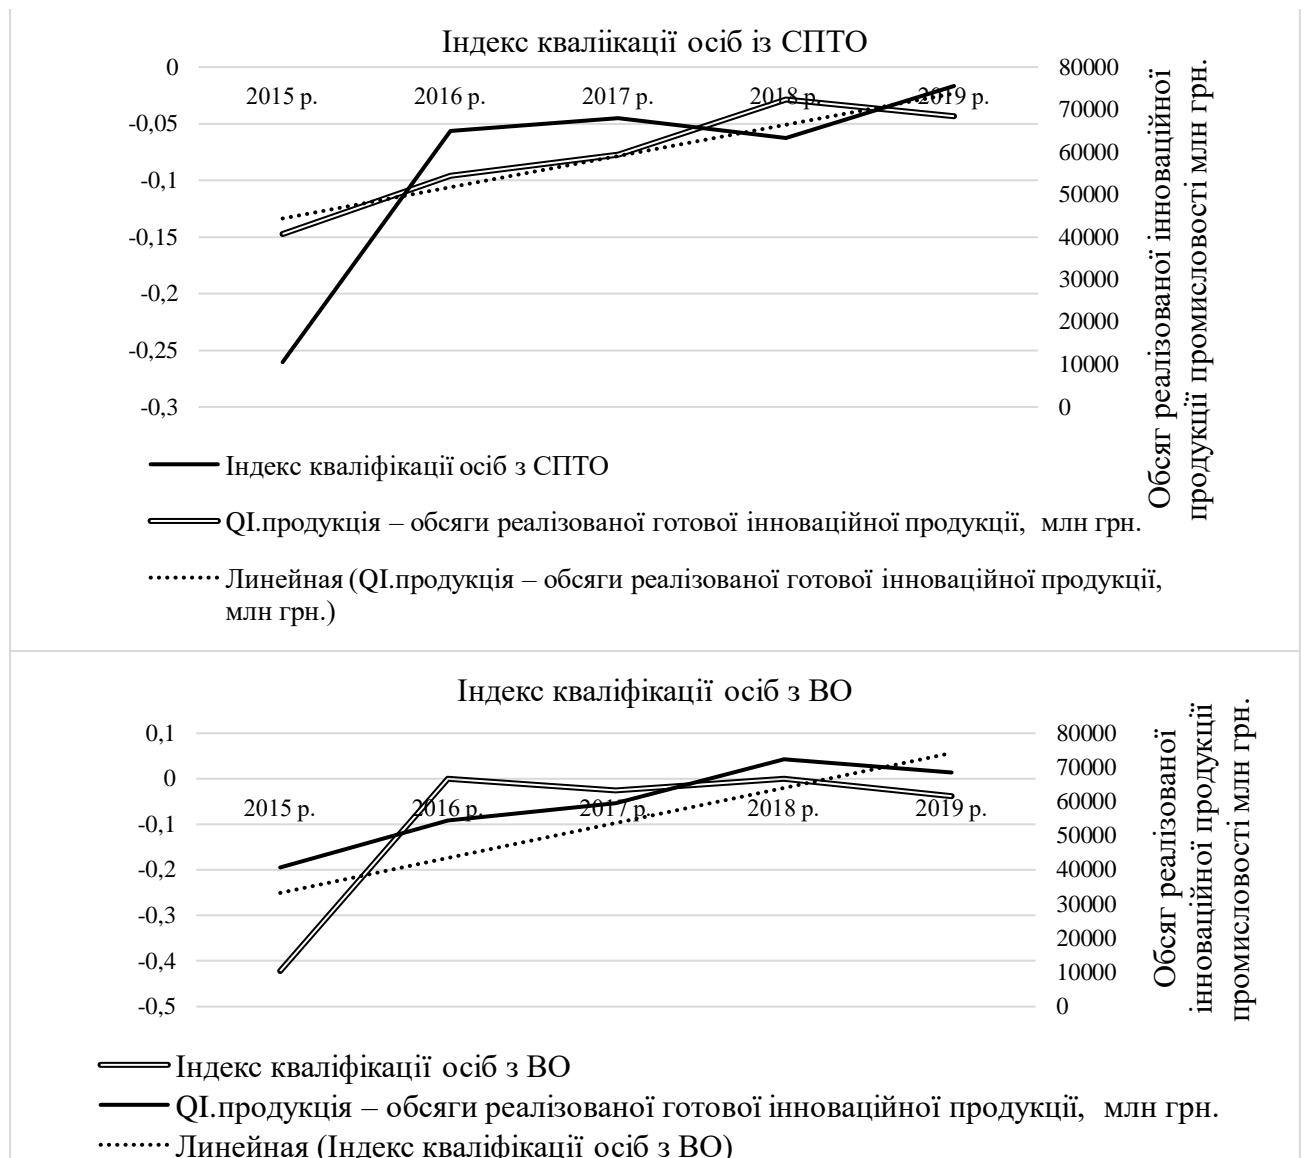 Індекс кваліікації осіб із СПТО
0
-0,05
-0,1
-0,15
-0,2
-0,25
-0,3
2015 р.
2016 р.
2017 р.
2018 р.
2019 р.
80000
70000
60000
50000
40000
30000
20000
10000
0
Обсяг реалізованої інноваційної
продукції промисловості млн грн.
Індекс кваліфікації осіб з СПТО
QI.продукція – обсяги реалізованої готової інноваційної продукції, млн грн.
Линейная (QI.продукція – обсяги реалізованої готової інноваційної продукції,
млн грн.)
Індекс кваліфікації осіб з ВО
0,1
0
-0,1
-0,2
-0,3
-0,4
-0,5
2015 р.
2016 р.
2017 р.
2018 р.
2019 р.
80000
70000
60000
50000
40000
30000
20000
10000
0
Обсяг реалізованої
інноваційної продукції
промисловості млн грн.
Індекс кваліфікації осіб з ВО
QI.продукція – обсяги реалізованої готової інноваційної продукції, млн грн.
Линейная (Індекс кваліфікації осіб з ВО)